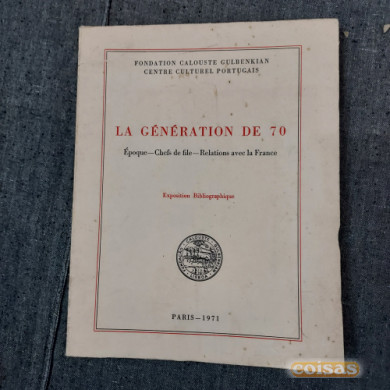 FONDATION CALOUSTE GULBENKIAN
CENTRE CULTUREL PORTUGAIS
LA GÉNÉRATION DE 70
Époque—Chefs de file—Relations avec la France
Exposition Bibliographique
PARIS—1971
coisas